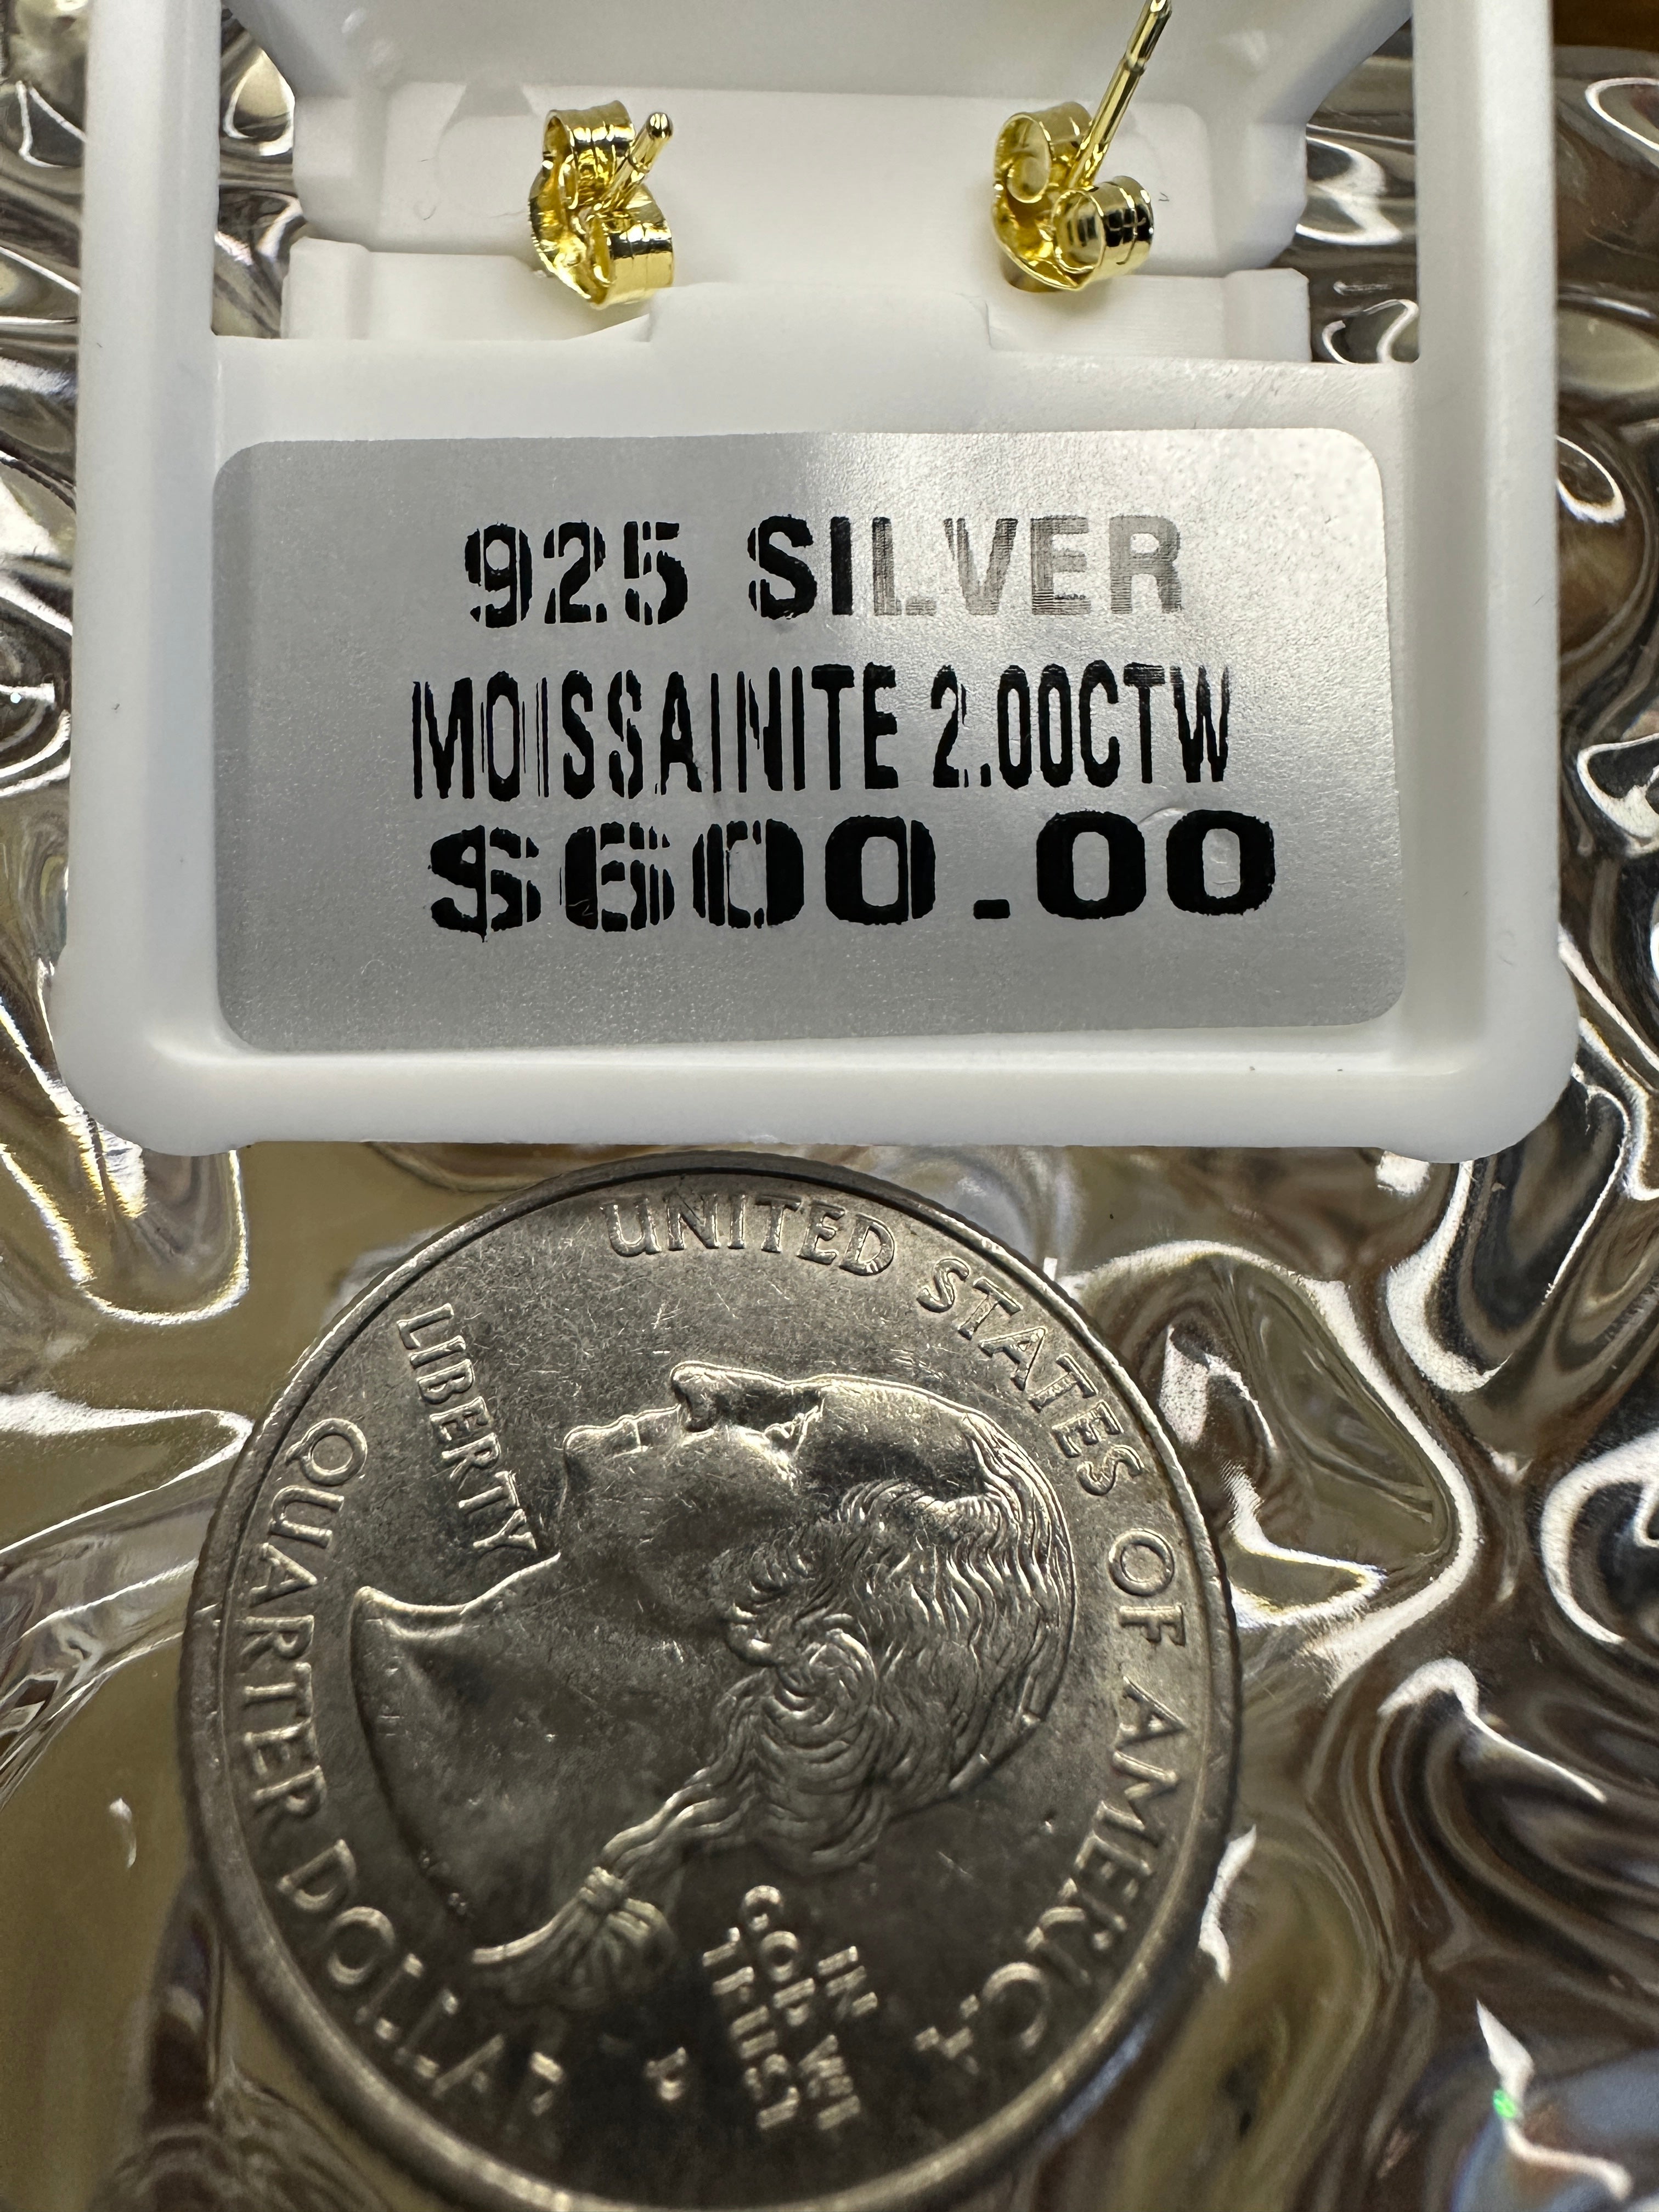 925 SILVER
MOISSAINITE 2.00CTW
$600.00
UNITED STATES OF AMERICA
LIBERTY
IN
GOD WE
TRUST
P
QUARTER DOLLAR